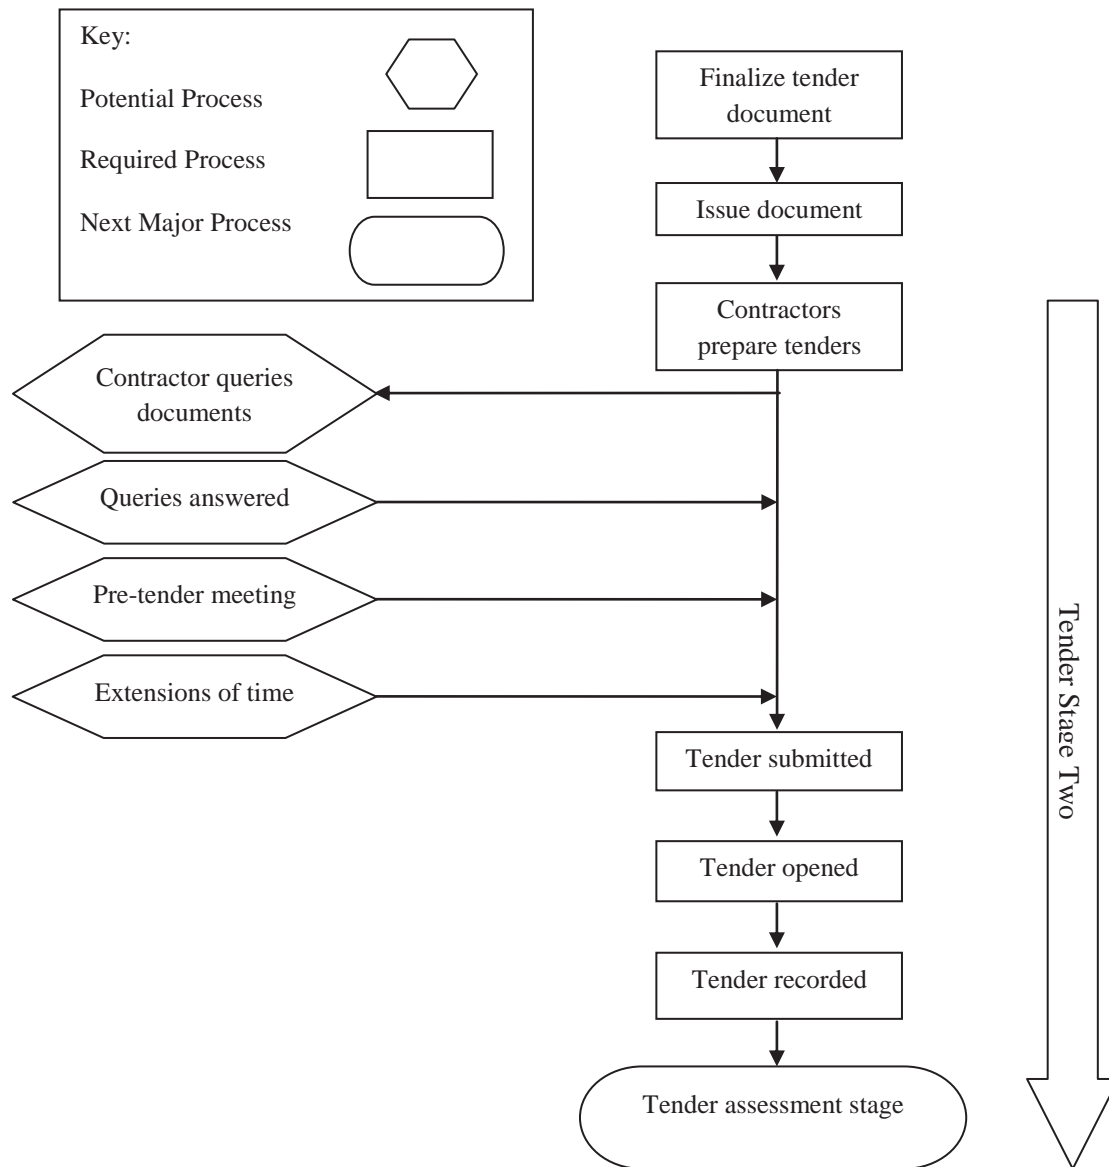 Key:
Potential Process
Required Process
Next Major Process
Finalize tender
document
Issue document
Contractors
prepare tenders
Contractor queries
documents
Queries answered
Pre-tender meeting
Extensions of time
Tender submitted
Tender opened
Tender recorded
Tender assessment stage
Tender Stage Two